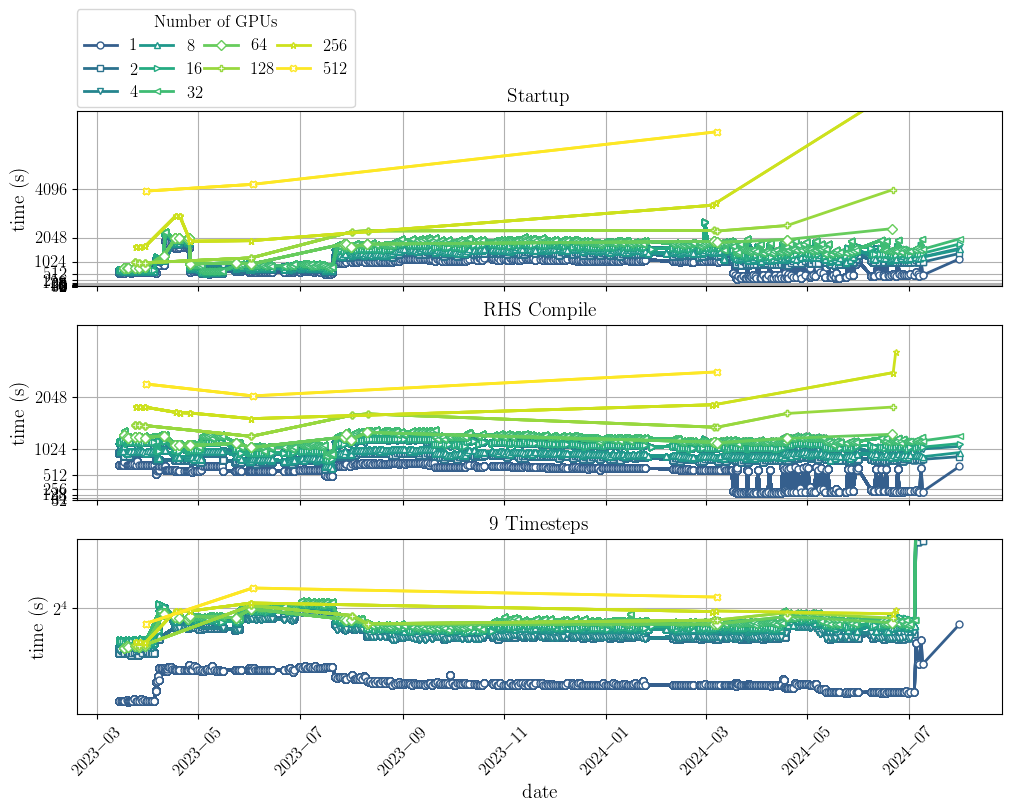 Number of GPUs
1 8 64 256
2 16 128 512
4 32
Startup
time (s)
4096
2048
1024
512
RHS Compile
time (s)
2048
1024
512
256
128
9 Timesteps
time (s)
2⁴
2023-03 2023-05 2023-07 2023-09 2023-11 2024-01 2024-03 2024-05 2024-07
date